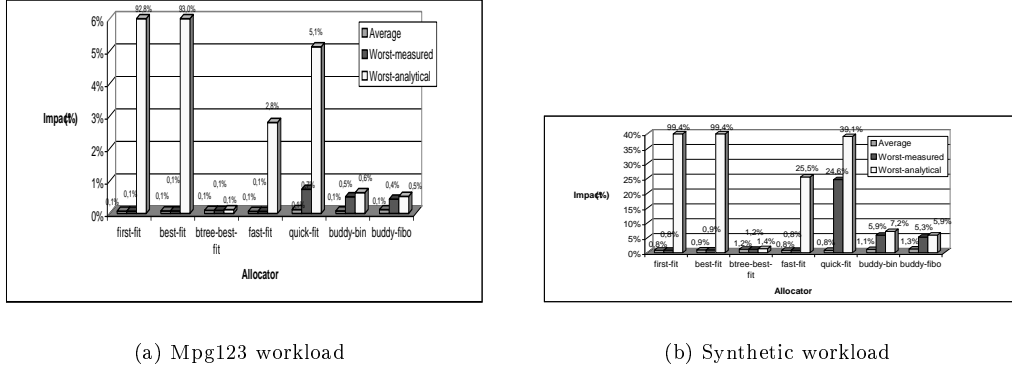 92,8%
93,0%
6%
5%
4%
3%
2%
1%
0%
Average
Worst-measured
Worst-analytical
5,1%
2,8%
0,1%
0,1%
0,1%
0,1%
0,1%
0,1%
0,1%
0,1%
0,1%
0,5%
0,6%
0,1%
0,4%
0,5%
0,1%
first-fit
best-fit
btree-best-fit
fast-fit
quick-fit
buddy-bin
buddy-fibo
Allocator
(a) Mpg123 workload
99,4%
99,4%
39,1%
40%
35%
30%
25%
20%
15%
10%
5%
0%
Average
Worst-measured
Worst-analytical
25,5%
24,6%
0,8%
0,8%
0,9%
0,9%
1,2%
1,2%
1,4%
0,8%
0,8%
0,8%
1,1%
5,9%
7,2%
1,3%
5,3%
5,9%
first-fit
best-fit
btree-best-fit
fast-fit
quick-fit
buddy-bin
buddy-fibo
Allocator
(b) Synthetic workload